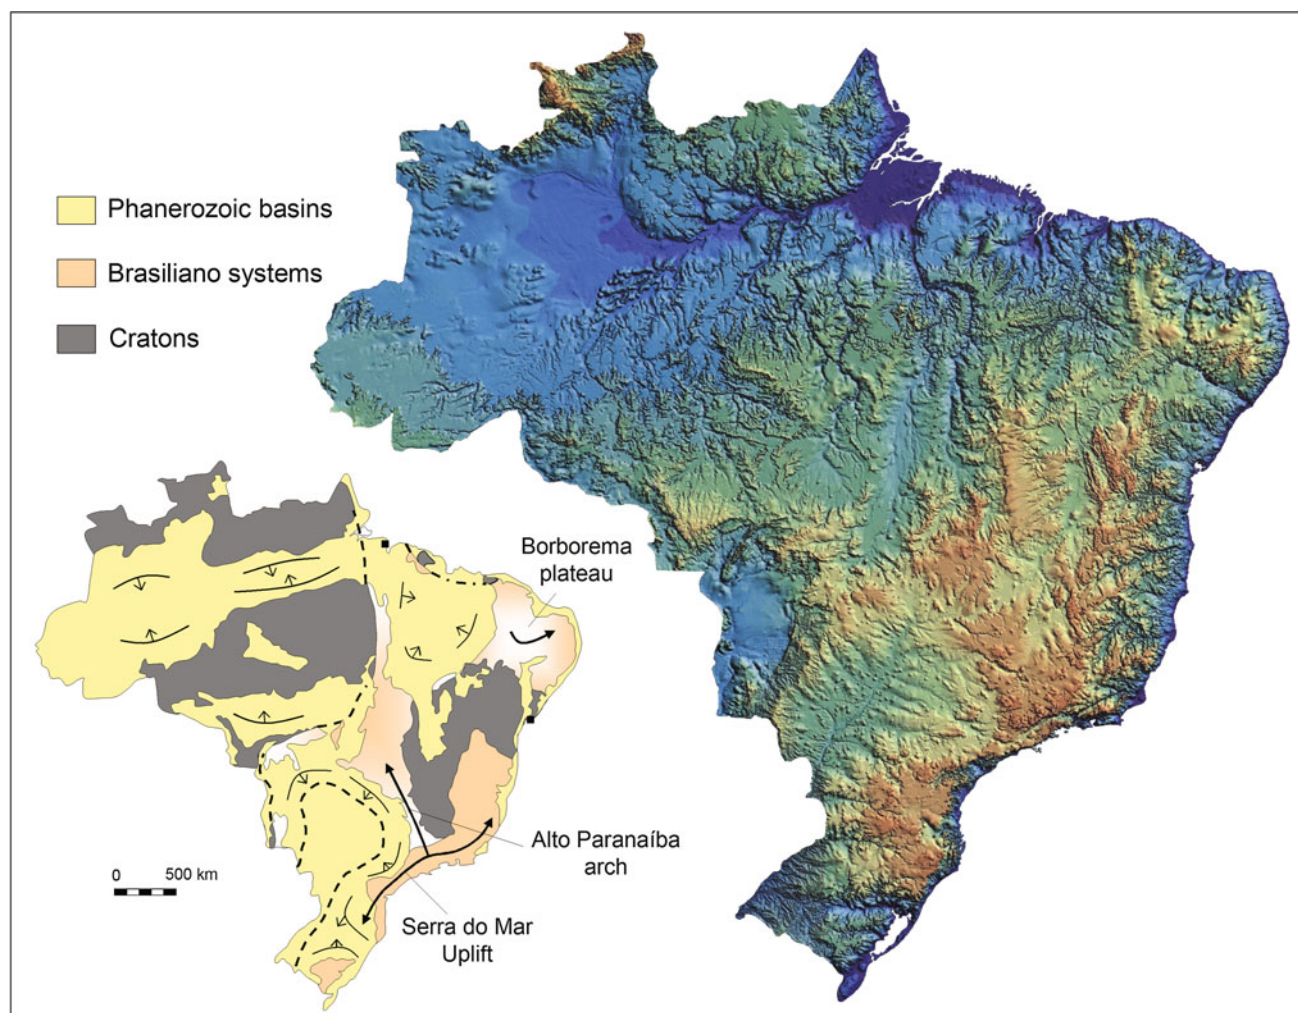 Phanerozoic basins
Brasiliano systems
Cratons
Borborema
plateau
Alto Paranaíba
arch
0 500 km
Serra do Mar
Uplift